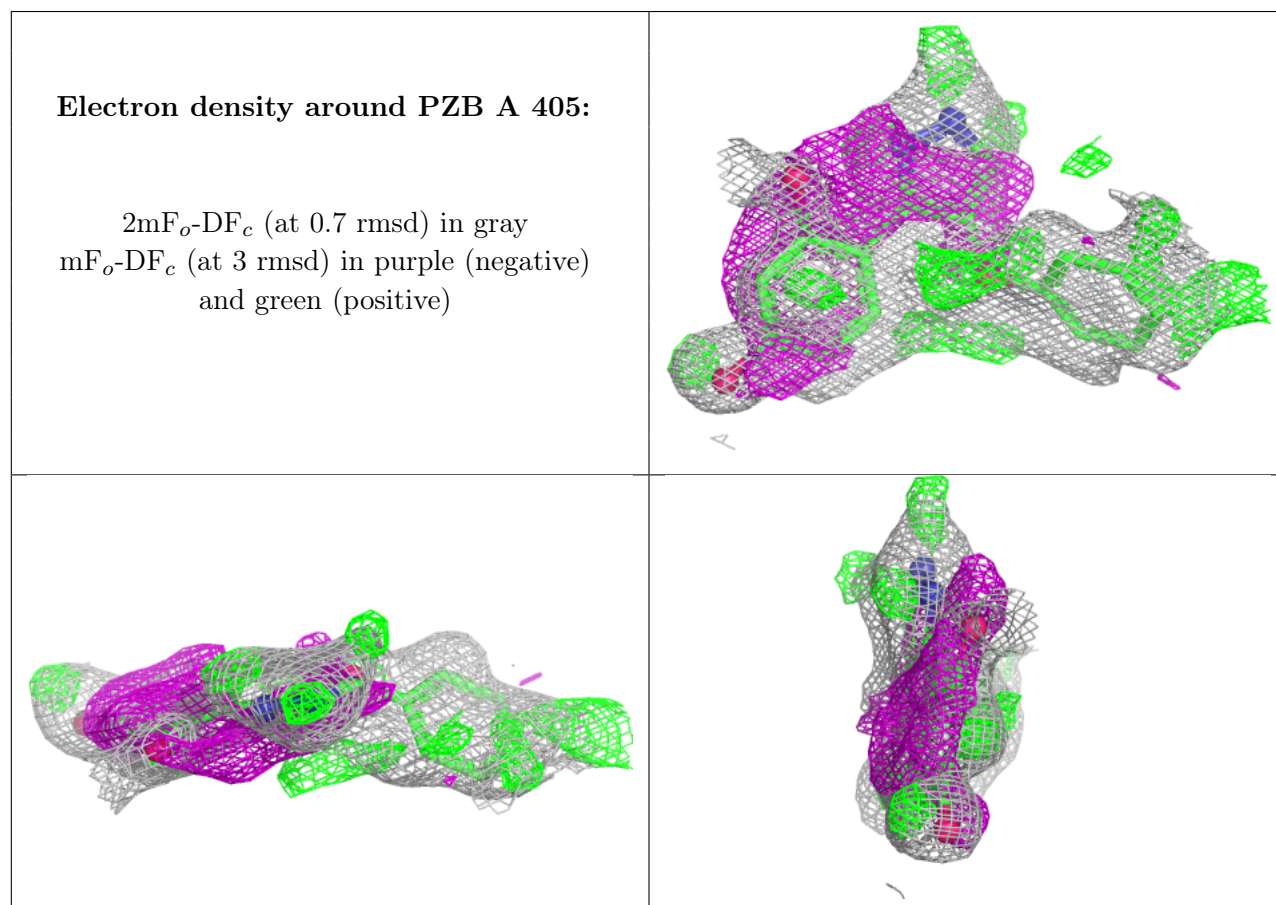 Electron density around PZB A 405:
2mFₒ-DF𝒸 (at 0.7 rmsd) in gray
mFₒ-DF𝒸 (at 3 rmsd) in purple (negative)
and green (positive)